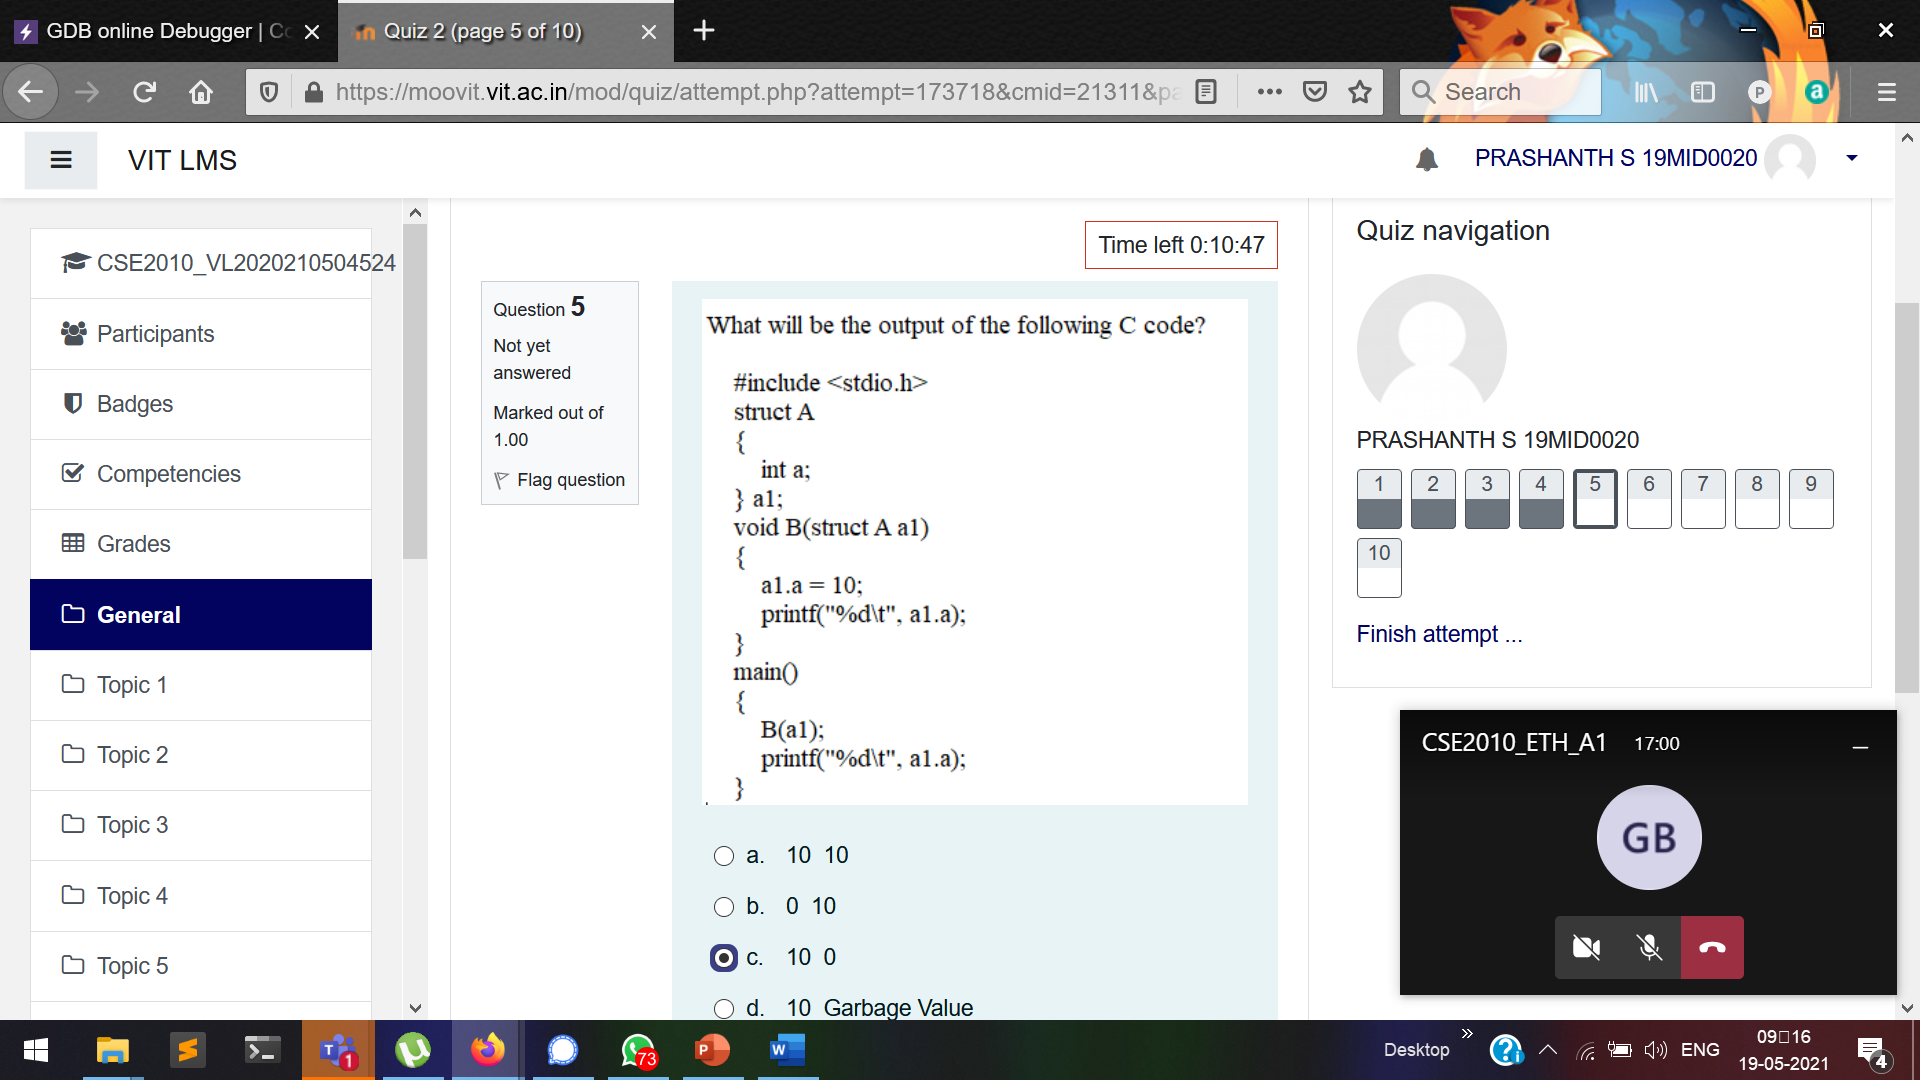 GDB online Debugger | Co
Quiz 2 (page 5 of 10)
https://moovit.vit.ac.in/mod/quiz/attempt.php?attempt=173718&cmid=21311&pa
Search
VIT LMS
PRASHANTH S 19MID0020
CSE2010_VL2020210504524
Participants
Badges
Competencies
Grades
General
Topic 1
Topic 2
Topic 3
Topic 4
Topic 5
Time left 0:10:47
Question 5
Not yet
answered
Marked out of
1.00
Flag question
What will be the output of the following C code?
#include <stdio.h>
struct A
{
int a;
} a1;
void B(struct A a1)
{
a1.a = 10;
printf("%d\t", a1.a);
}
main()
{
B(a1);
printf("%d\t", a1.a);
}
a. 10 10
b. 0 10
c. 10 0
d. 10 Garbage Value
Quiz navigation
PRASHANTH S 19MID0020
1 2 3 4 5 6 7 8 9
10
Finish attempt ...
CSE2010_ETH_A1 17:00
GB
73
1
Desktop
ENG
09□16
19-05-2021
4